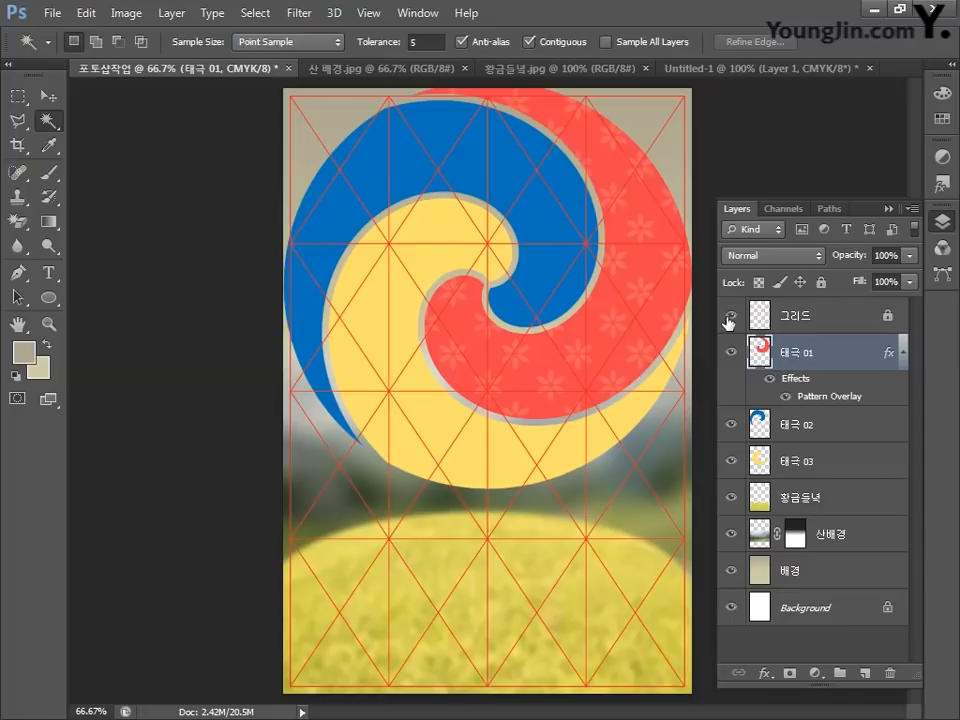 Ps File Edit Image Layer Type Select Filter 3D View Window Help
YoungJin.com Y.
Sample Size: Point Sample Tolerance: 5 Anti-alias Contiguous Sample All Layers Refine Edge...
포토샵작업 @ 66.7% (태극 01, CMYK/8) * × 산 배경.jpg @ 66.7% (RGB/8#) × 황금들녘.jpg @ 100% (RGB/8#) × Untitled-1 @ 100% (Layer 1, CMYK/8*) * ×
Layers Channels Paths
Kind
Normal Opacity: 100%
Lock: Fill: 100%
그리드
태극 01 fx
Effects
Pattern Overlay
태극 02
태극 03
황금들녘
산배경
배경
Background
fx
66.67% Doc: 2.42M/20.5M